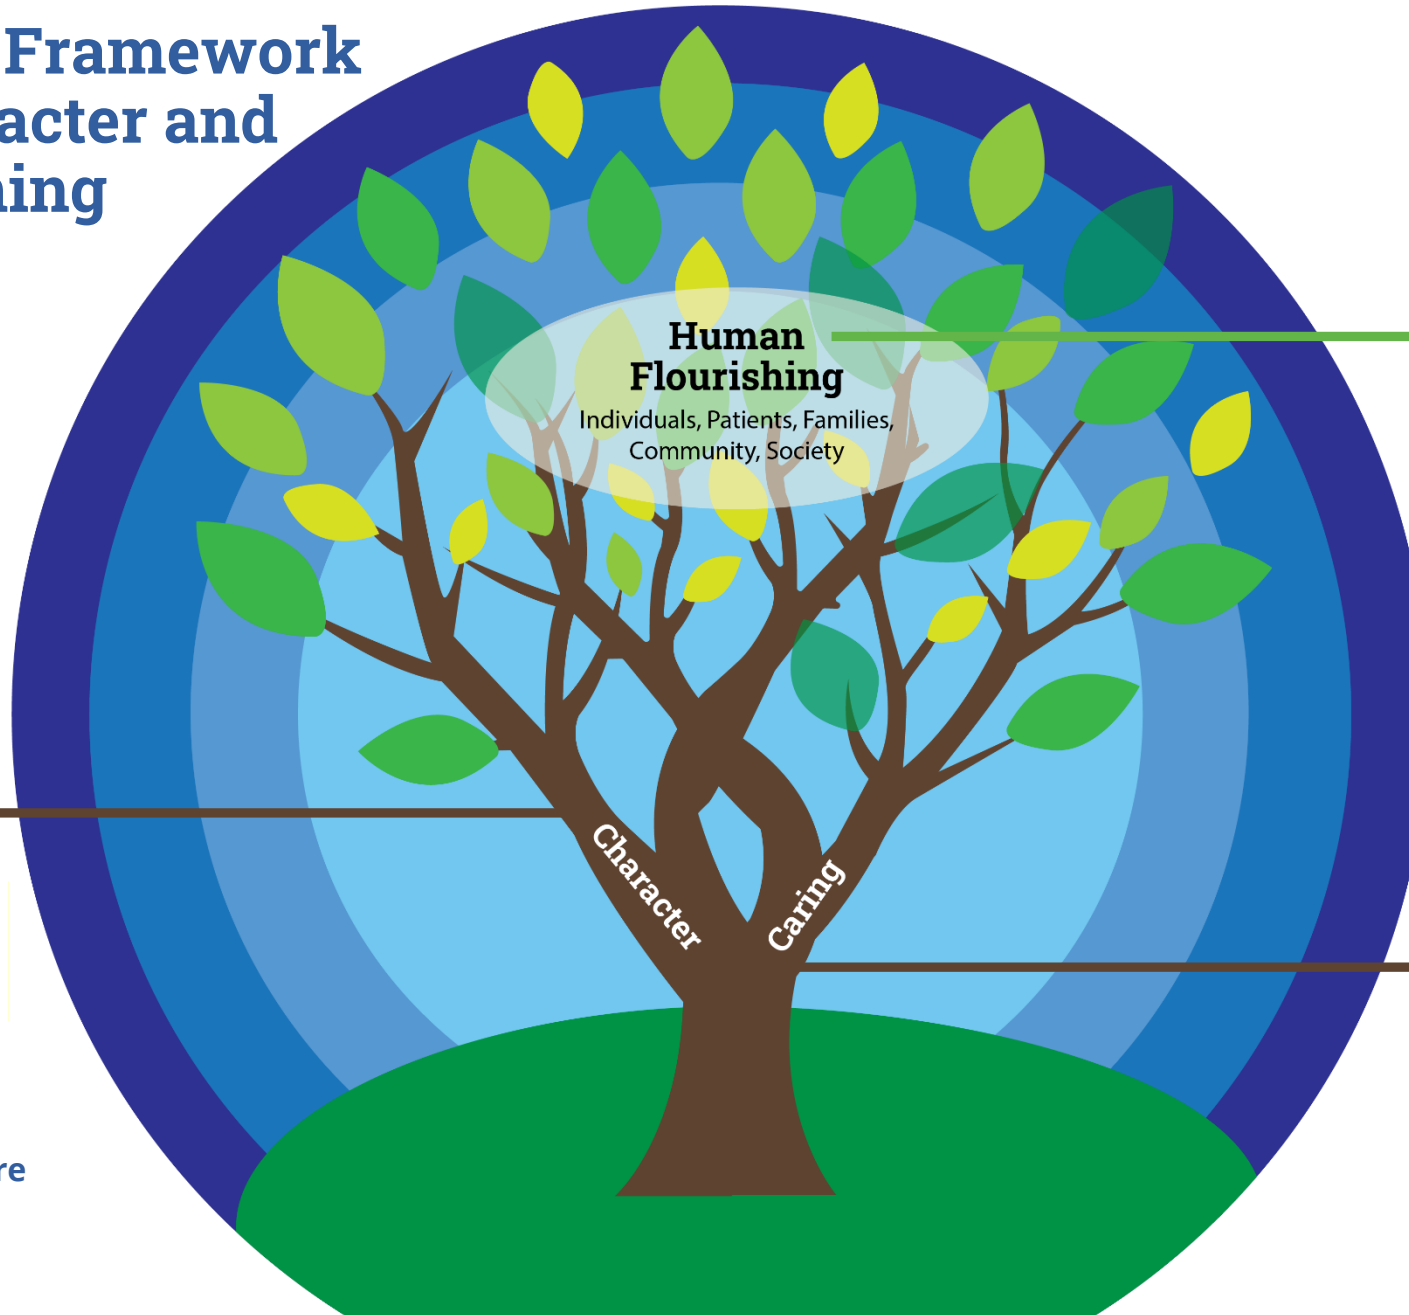 Framework
acter and
ning
Human
Flourishing
Individuals, Patients, Families,
Community, Society
Character
Caring
re